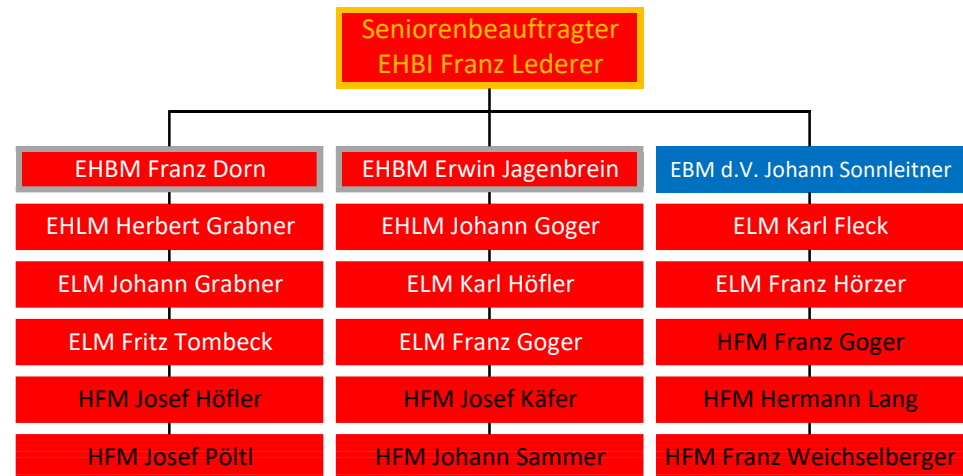 Seniorenbeauftragter
EHBI Franz Lederer
EHBM Franz Dorn
EHLM Herbert Grabner
ELM Johann Grabner
ELM Fritz Tombeck
HFM Josef Höfler
HFM Josef Pöltl
EHBM Erwin Jagenbrein
EHLM Johann Goger
ELM Karl Höfler
ELM Franz Goger
HFM Josef Käfer
HFM Johann Sammer
EBM d.V. Johann Sonnleitner
ELM Karl Fleck
ELM Franz Hörzer
HFM Franz Goger
HFM Hermann Lang
HFM Franz Weichselberger